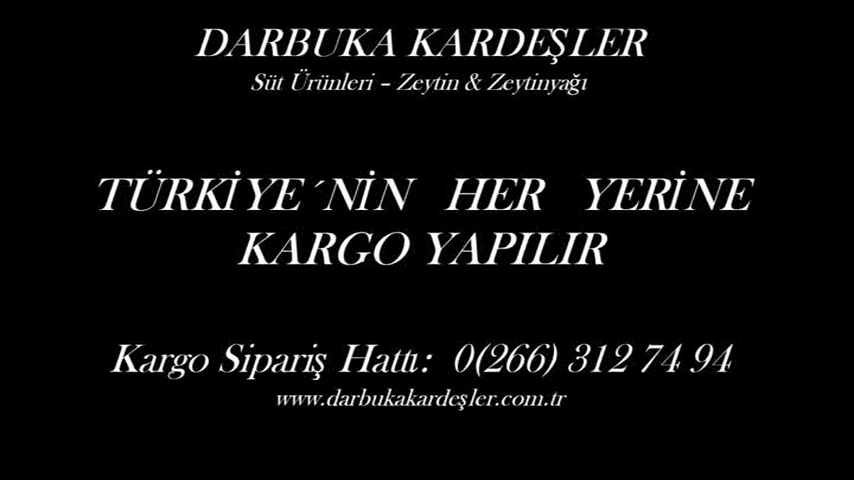 DARBUKA KARDEŞLER
Süt Ürünleri – Zeytin & Zeytinyağı
TÜRKİYE´NİN HER YERİNE
KARGO YAPILIR
Kargo Sipariş Hattı: 0(266) 312 74 94
www.darbukakardeşler.com.tr